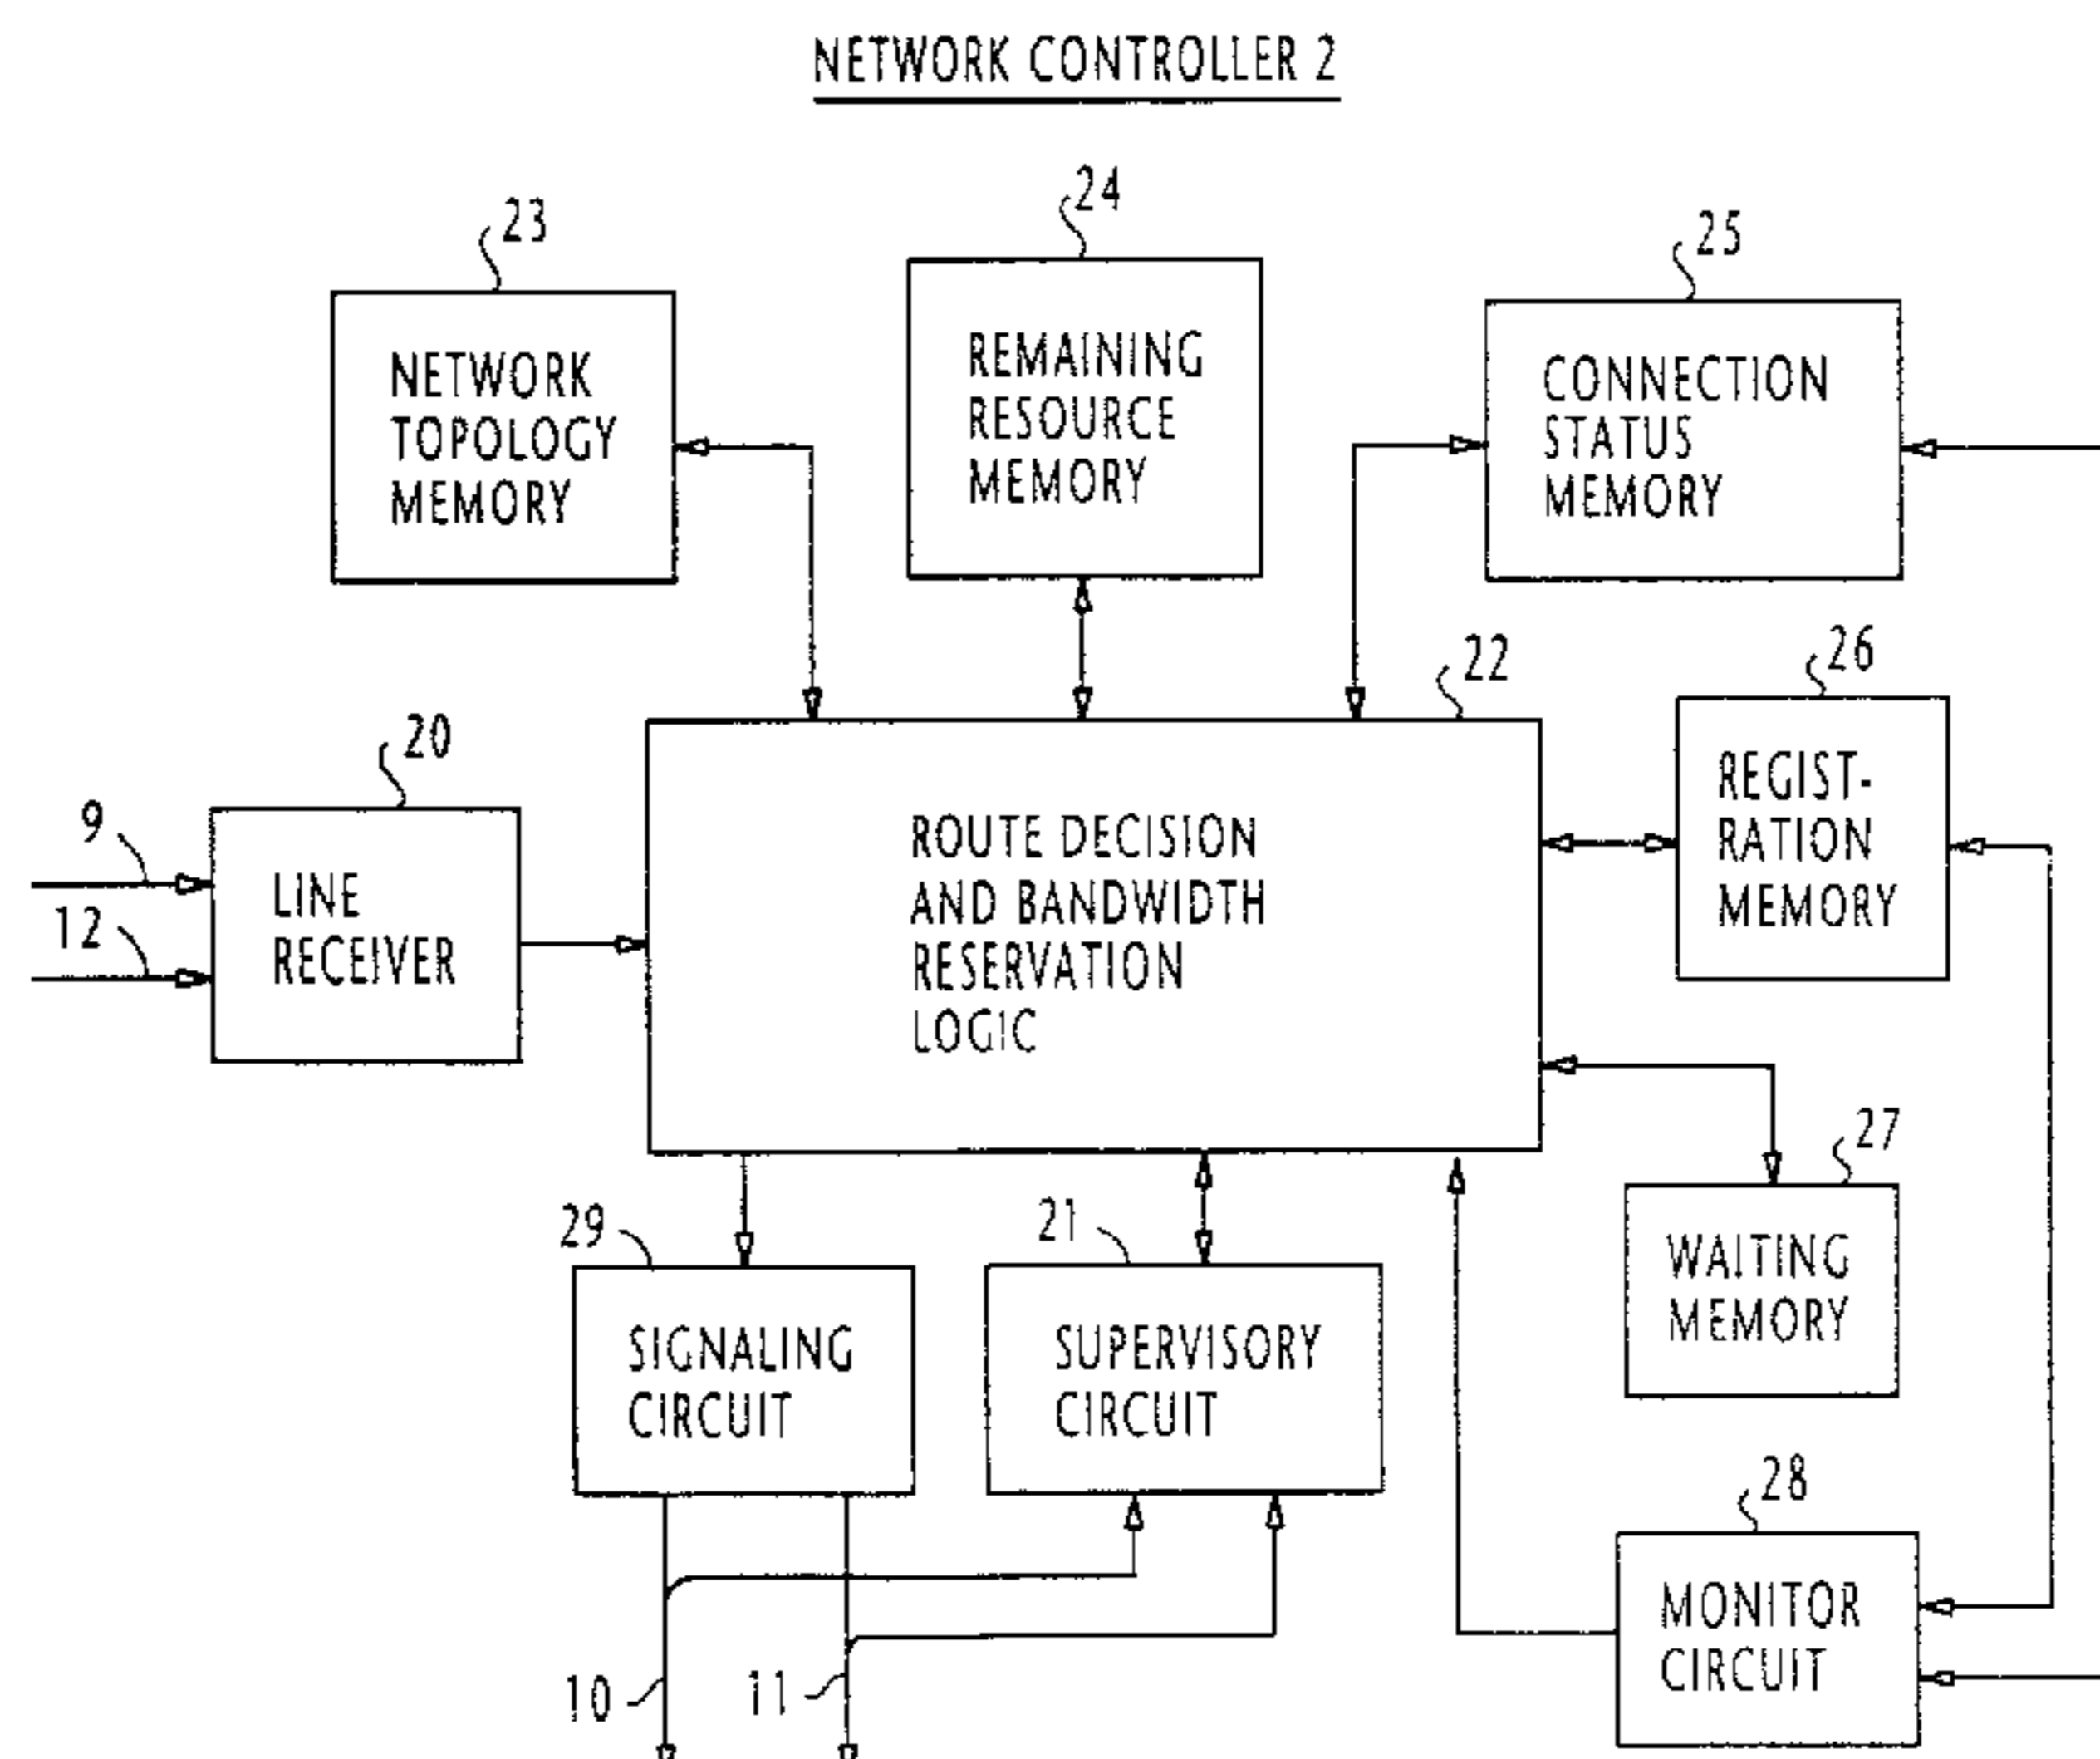 NETWORK CONTROLLER 2
23
24
25
NETWORK
TOPOLOGY
MEMORY
REMAINING
RESOURCE
MEMORY
CONNECTION
STATUS
MEMORY
22
26
20
9
12
LINE
RECEIVER
ROUTE DECISION
AND BANDWIDTH
RESERVATION
LOGIC
REGIST-
RATION
MEMORY
27
WAITING
MEMORY
29
21
SIGNALING
CIRCUIT
SUPERVISORY
CIRCUIT
28
MONITOR
CIRCUIT
10
11